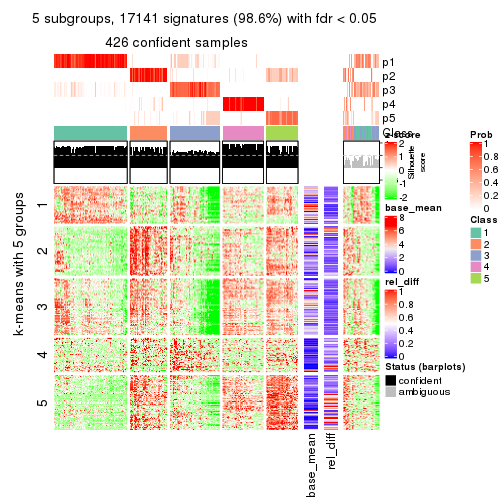 5 subgroups, 17141 signatures (98.6%) with fdr < 0.05
426 confident samples
p1
p2
p3
p4
p5
Class
z-score
2
1
0
-1
-2
Silhouette
score
Prob
1
0.8
0.6
0.4
0.2
0
base_mean
8
6
4
2
0
Class
1
2
3
4
5
rel_diff
1
0.8
0.6
0.4
0.2
0
Status (barplots)
confident
ambiguous
k-means with 5 groups
1
2
3
4
5
base_mean
rel_diff